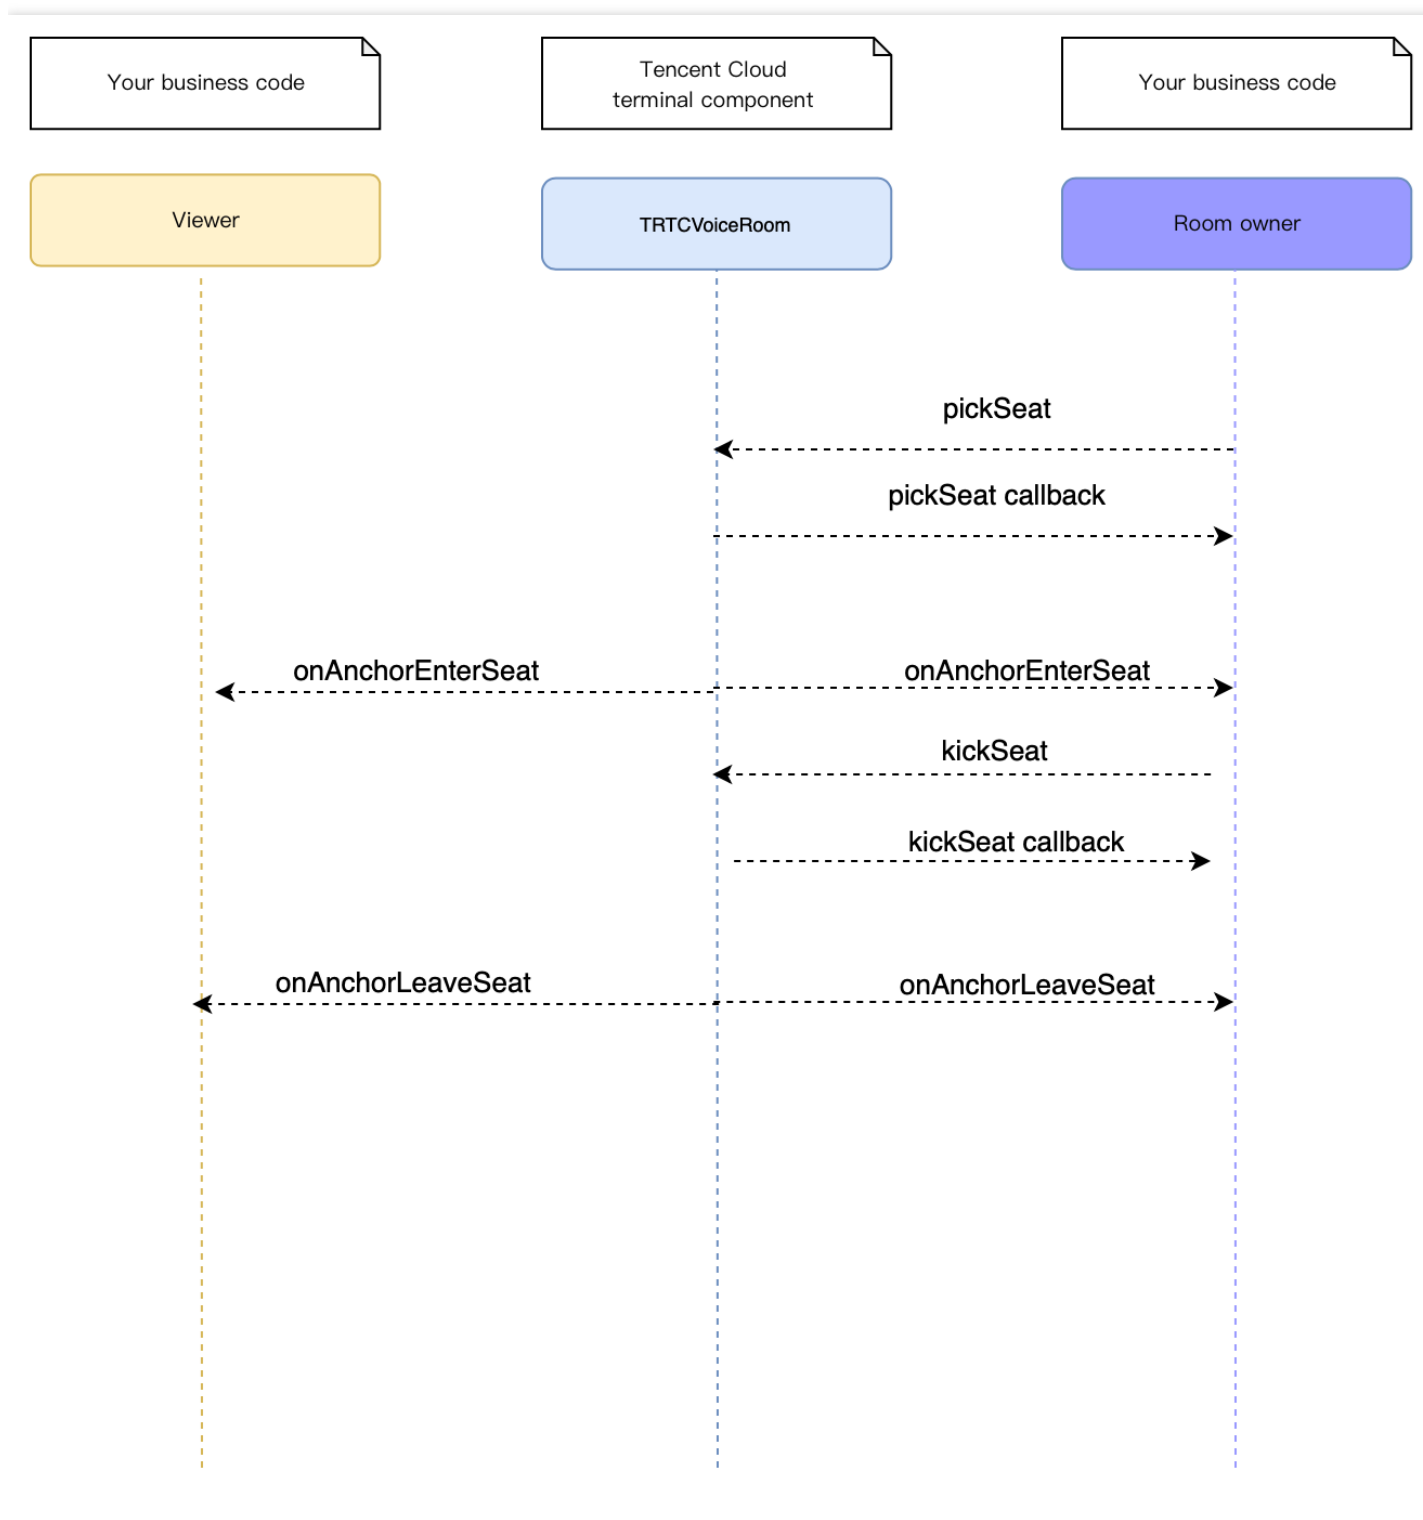 Your business code
Tencent Cloud
terminal component
Your business code
Viewer
TRTCVoiceRoom
Room owner
pickSeat
pickSeat callback
onAnchorEnterSeat
onAnchorEnterSeat
kickSeat
kickSeat callback
onAnchorLeaveSeat
onAnchorLeaveSeat